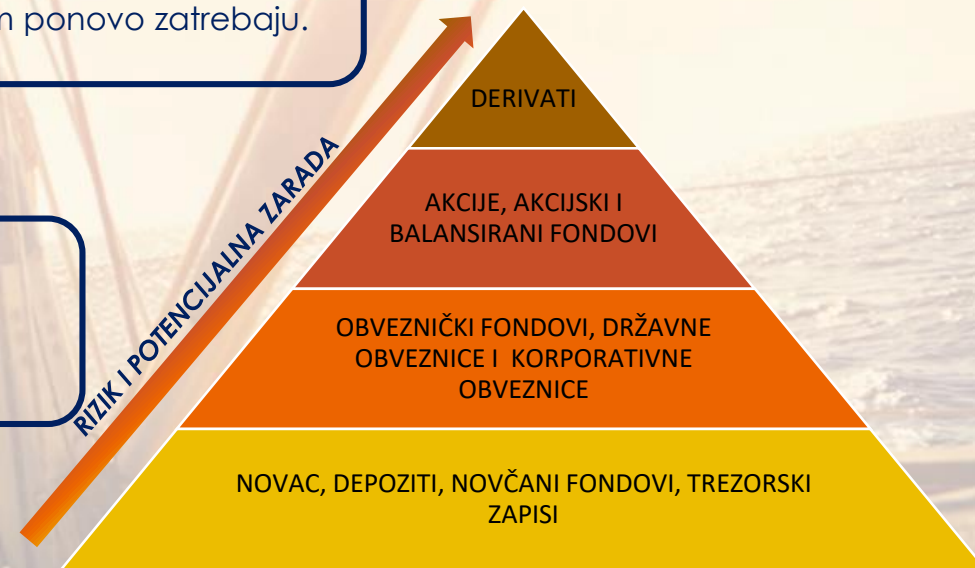 ponovo zatrebaju.
DERIVATI
RIZIK I POTENCIJALNA ZARADA
AKCIJE, AKCIJSKI I
BALANSIRANI FONDOVI
OBVEZNIČKI FONDOVI, DRŽAVNE
OBVEZNICE I KORPORATIVNE
OBVEZNICE
NOVAC, DEPOZITI, NOVČANI FONDOVI, TREZORSKI
ZAPISI